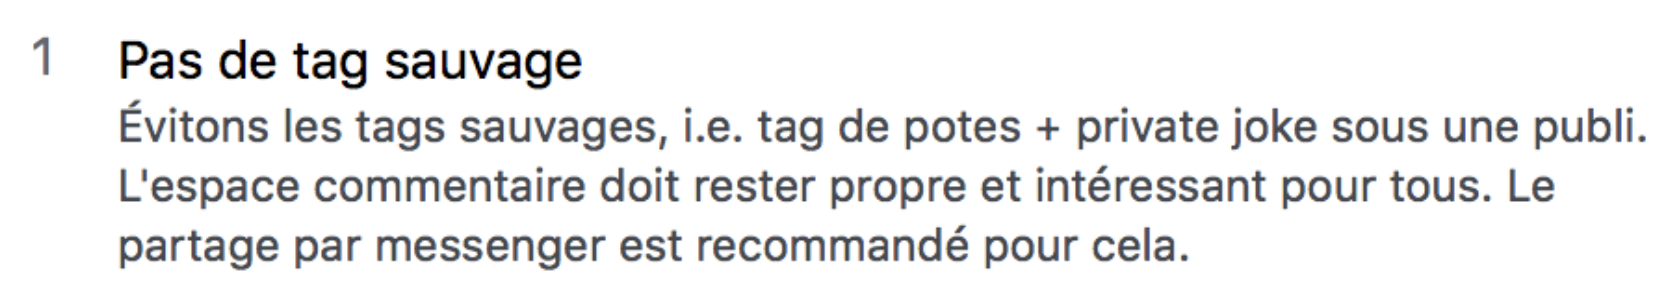 1 Pas de tag sauvage
Évitons les tags sauvages, i.e. tag de potes + private joke sous une publi.
L'espace commentaire doit rester propre et intéressant pour tous. Le
partage par messenger est recommandé pour cela.